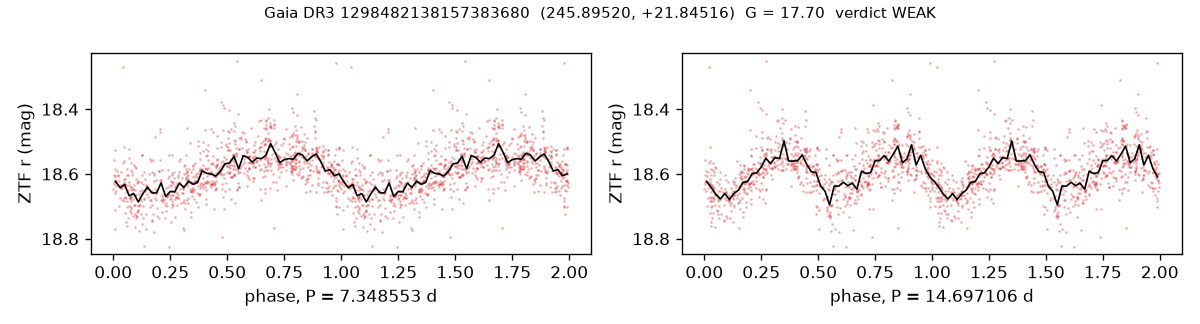 Gaia DR3 1298482138157383680 (245.89520, +21.84516) G = 17.70 verdict WEAK
ZTF r (mag)
18.4
18.6
18.8
0.00 0.25 0.50 0.75 1.00 1.25 1.50 1.75 2.00
phase, P = 7.348553 d
ZTF r (mag)
18.4
18.6
18.8
0.00 0.25 0.50 0.75 1.00 1.25 1.50 1.75 2.00
phase, P = 14.697106 d